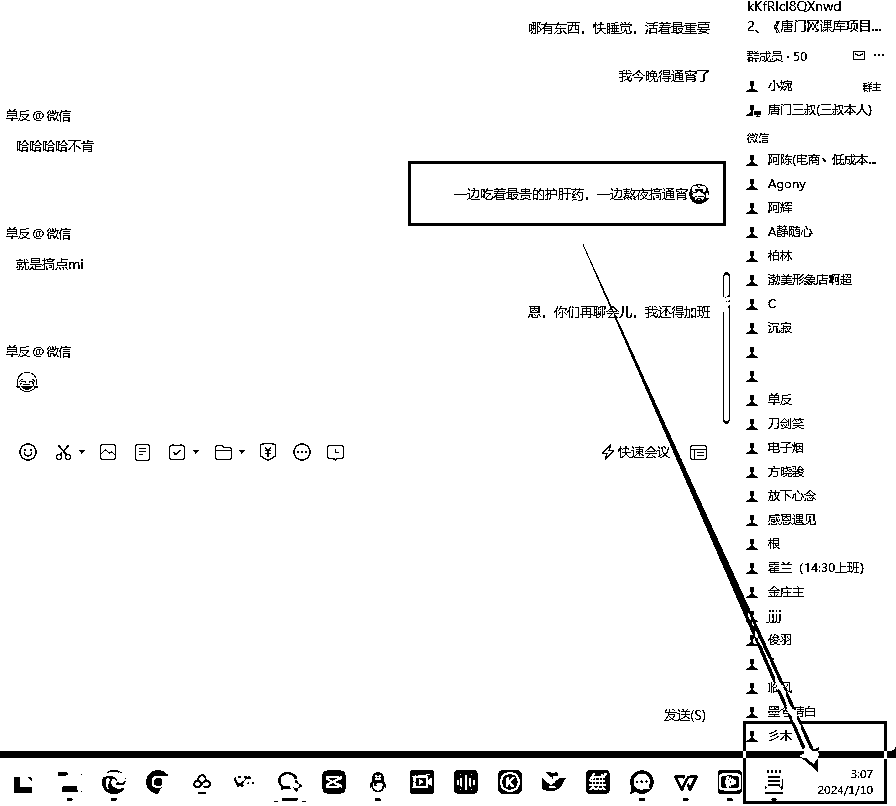 哪有东西，快睡觉，活着最重要
我今晚得通宵了
单反@微信
哈哈哈哈不肯
一边吃着最贵的护肝药，一边熬夜搞通宵
单反@微信
就是搞点mi
恩，你们再聊会儿，我还得加班
单反@微信
快速会议
发送(S)
kKfRlcl8QXnwd
2、《唐门网课库项目...
群成员·50
小婉 群主
唐门三叔(三叔本人)
微信
阿陈(电商、低成本...
Agony
阿辉
A静随心
柏林
渤美形象店啊超
C
沉寂
单反
刀剑笑
电子烟
方晓骏
放下心念
感恩遇见
根
霍兰（14:30上班）
金庄主
jjjj
俊羽
临风
清白
彡木
3:07
2024/1/10